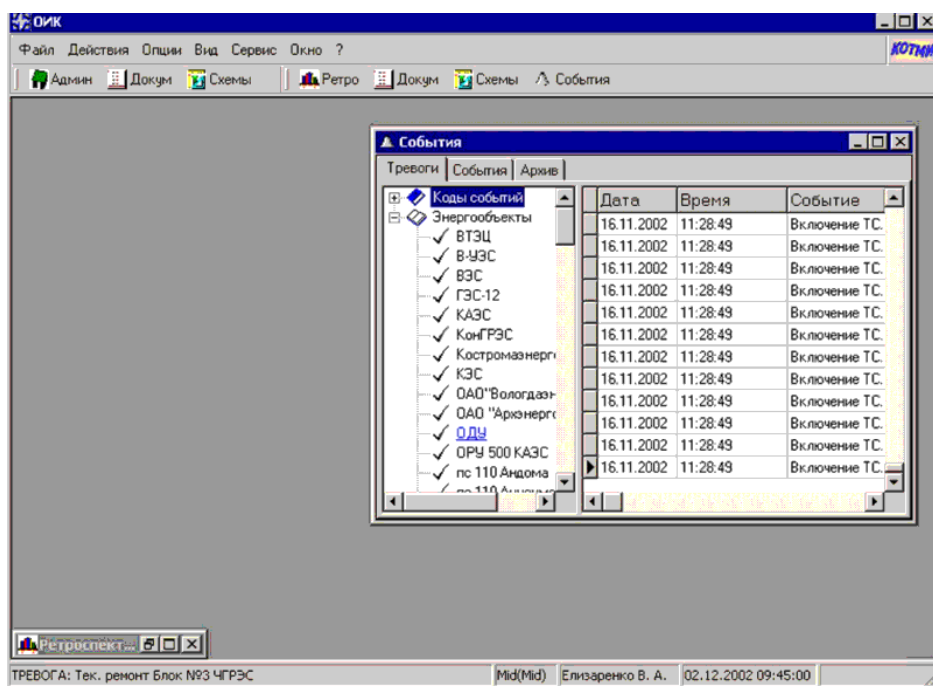 ОИК
Файл Действия Опции Вид Сервис Окно ?
Админ Докум Схемы Ретро Докум Схемы События
События
Тревоги События Архив
Коды событий
Энергообъекты
ВТЭЦ
В-УЭС
ВЭС
ГЭС-12
КАЭС
КонГРЭС
Костромаэнерг
КЭС
ОАО"Вологдаэн
ОАО "Архэнерго
ОДУ
ОРУ 500 КАЭС
пс 110 Андома
Дата Время Событие
16.11.2002 11:28:49 Включение ТС.
16.11.2002 11:28:49 Включение ТС.
16.11.2002 11:28:49 Включение ТС.
16.11.2002 11:28:49 Включение ТС.
16.11.2002 11:28:49 Включение ТС.
16.11.2002 11:28:49 Включение ТС.
16.11.2002 11:28:49 Включение ТС.
16.11.2002 11:28:49 Включение ТС.
16.11.2002 11:28:49 Включение ТС.
16.11.2002 11:28:49 Включение ТС.
16.11.2002 11:28:49 Включение ТС.
16.11.2002 11:28:49 Включение ТС.
Ретроспект...
ТРЕВОГА: Тек. ремонт Блок №3 ЧГРЭС Mid(Mid) Елизаренко В. А. 02.12.2002 09:45:00